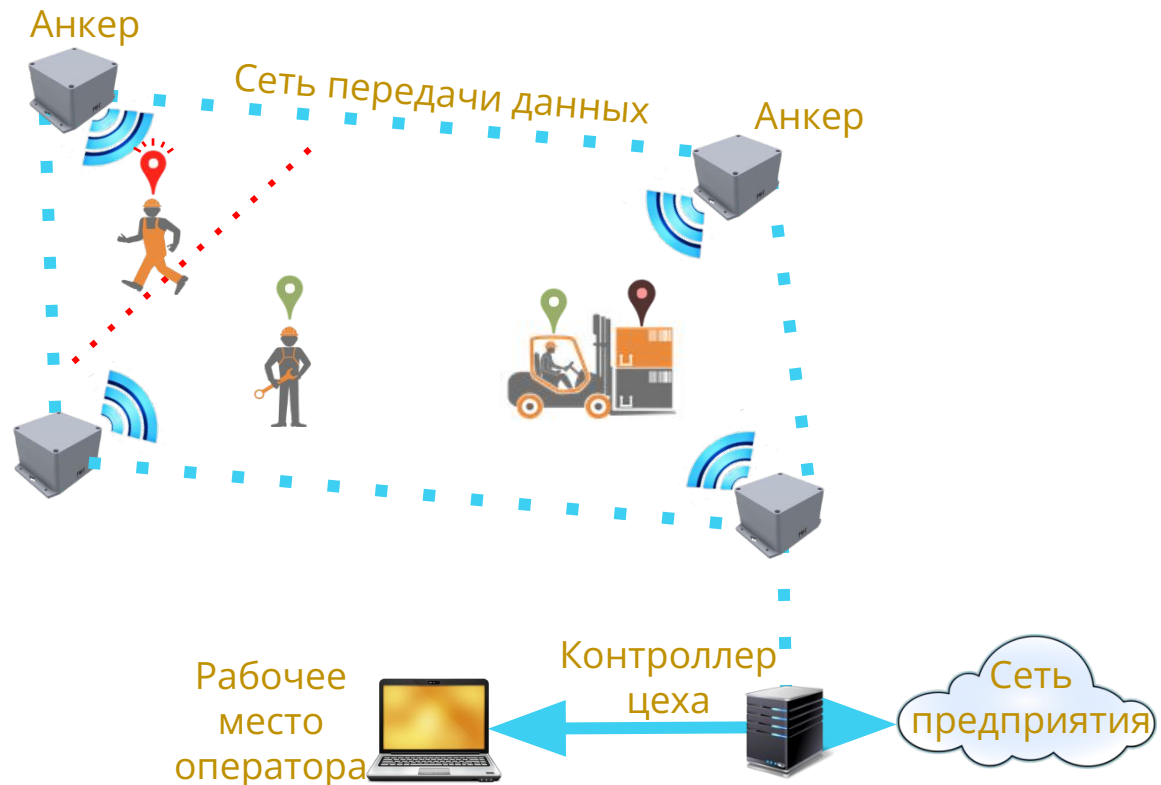 Анкер
Сеть передачи данных
Анкер
Контроллер
цеха
Рабочее
место
оператора
Сеть
предприятия